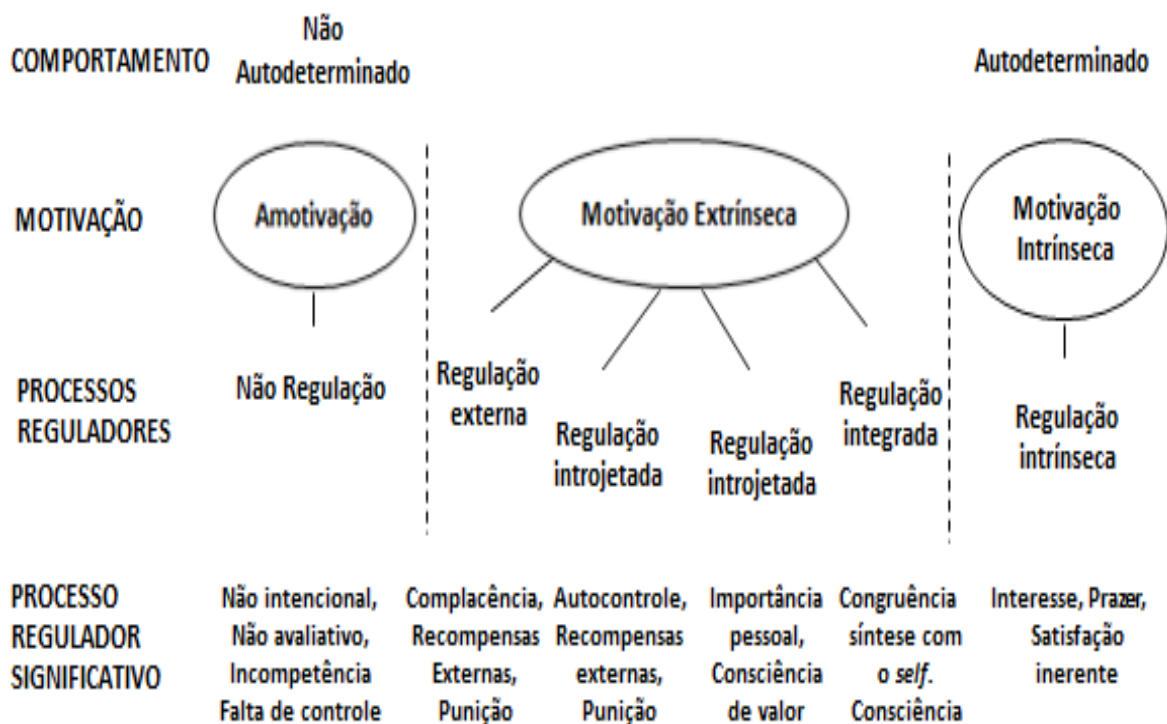 COMPORTAMENTO
Não
Autodeterminado
Autodeterminado
MOTIVAÇÃO
Amotivação
Motivação Extrínseca
Motivação
Intrínseca
PROCESSOS
REGULADORES
Não Regulação
Regulação
externa
Regulação
introjetada
Regulação
introjetada
Regulação
integrada
Regulação
intrínseca
PROCESSO
REGULADOR
SIGNIFICATIVO
Não intencional,
Não avaliativo,
Incompetência
Falta de controle
Complacência,
Recompensas
Externas,
Punição
Autocontrole,
Recompensas
externas,
Punição
Importância
pessoal,
Consciência
de valor
Congruência
síntese com
o self.
Consciência
Interesse, Prazer,
Satisfação
inerente